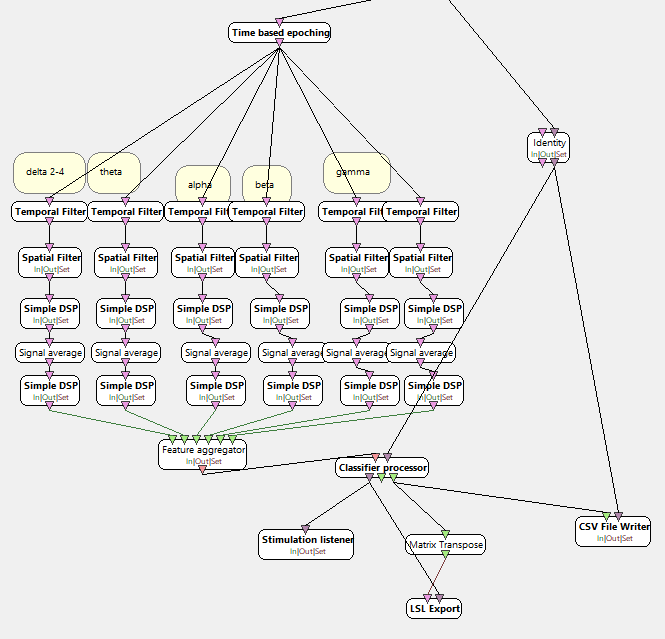 Time based epoching
Identity
In|Out|Set
delta 2-4
theta
alpha
beta
gamma
Temporal Filter
Temporal Filter
Temporal Filt
Temporal Filter
Temporal Filt
Temporal Filter
Spatial Filter
In|Out|Set
Spatial Filter
In|Out|Set
Spatial Filter
In|Out|Set
Spatial Filter
In|Out|Set
Spatial Filter
In|Out|Set
Spatial Filter
In|Out|Set
Simple DSP
In|Out|Set
Simple DSP
In|Out|Set
Simple DSP
In|Out|Set
Simple DSP
In|Out|Set
Simple DSP
In|Out|Set
Simple DSP
In|Out|Set
Signal average
Signal average
Signal average
Signal average
Signal average
Signal average
Simple DSP
In|Out|Set
Simple DSP
In|Out|Set
Simple DSP
In|Out|Set
Simple DSP
In|Out|Set
Simple DSP
In|Out|Set
Simple DSP
In|Out|Set
Feature aggregator
In|Out|Set
Classifier processor
Stimulation listener
In|Out|Set
Matrix Transpose
CSV File Writer
In|Out|Set
LSL Export